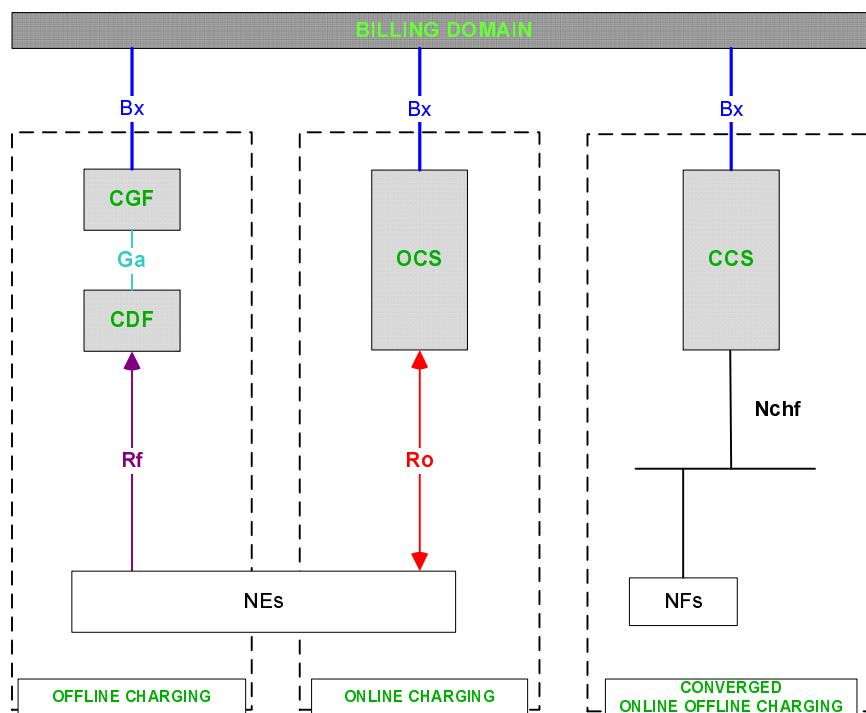 BILLING DOMAIN
Bx
Bx
Bx
CGF
Ga
CDF
OCS
CCS
Nchf
Rf
Ro
NEs
NFs
OFFLINE CHARGING
ONLINE CHARGING
CONVERGED
ONLINE OFFLINE CHARGING